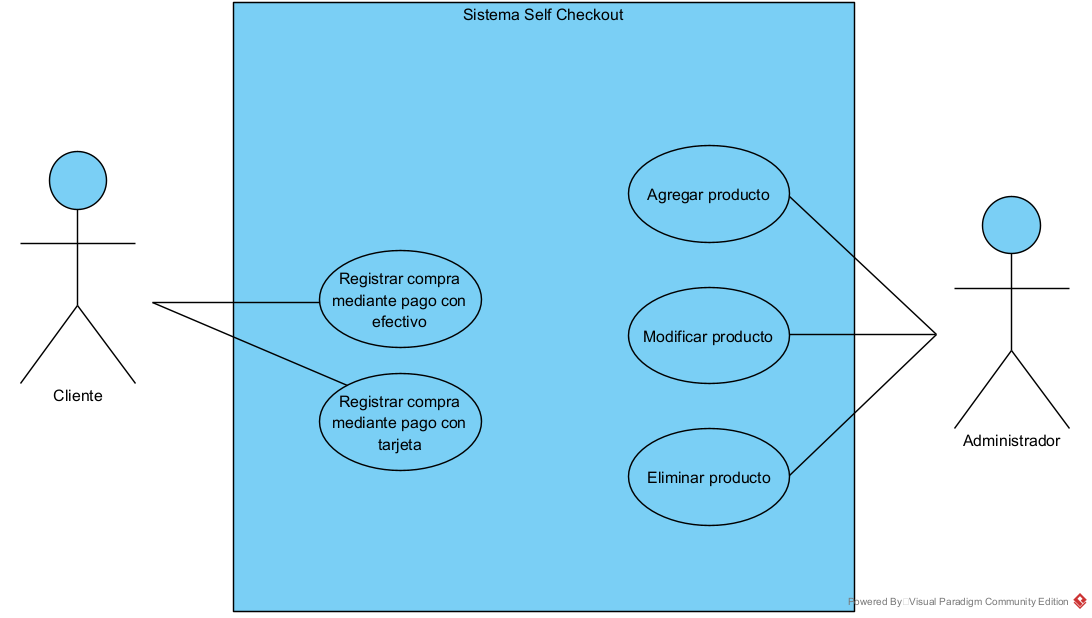 Sistema Self Checkout
Agregar producto
Registrar compra
mediante pago con
efectivo
Modificar producto
Cliente
Registrar compra
mediante pago con
tarjeta
Administrador
Eliminar producto
Powered By Visual Paradigm Community Edition